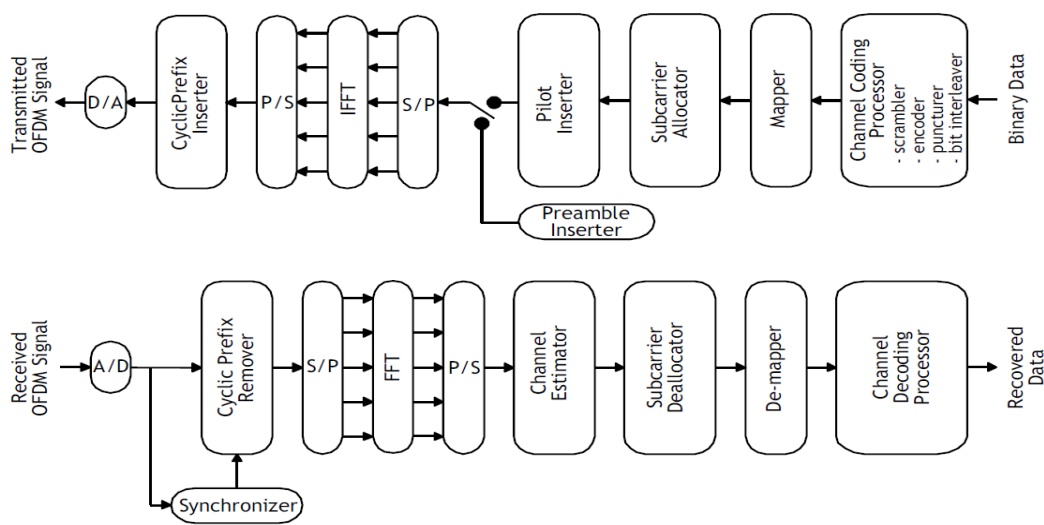 Transmitted
OFDM Signal
D/A
CyclicPrefix
Inserter
P/S
IFFT
S/P
Pilot
Inserter
Subcarrier
Allocator
Mapper
Channel Coding
Processor
- scrambler
- encoder
- puncturer
- bit interleaver
Binary Data
Preamble
Inserter
Received
OFDM Signal
A/D
Cyclic Prefix
Remover
S/P
FFT
P/S
Channel
Estimator
Subcarrier
Deallocator
De-mapper
Channel
Decoding
Processor
Recovered
Data
Synchronizer